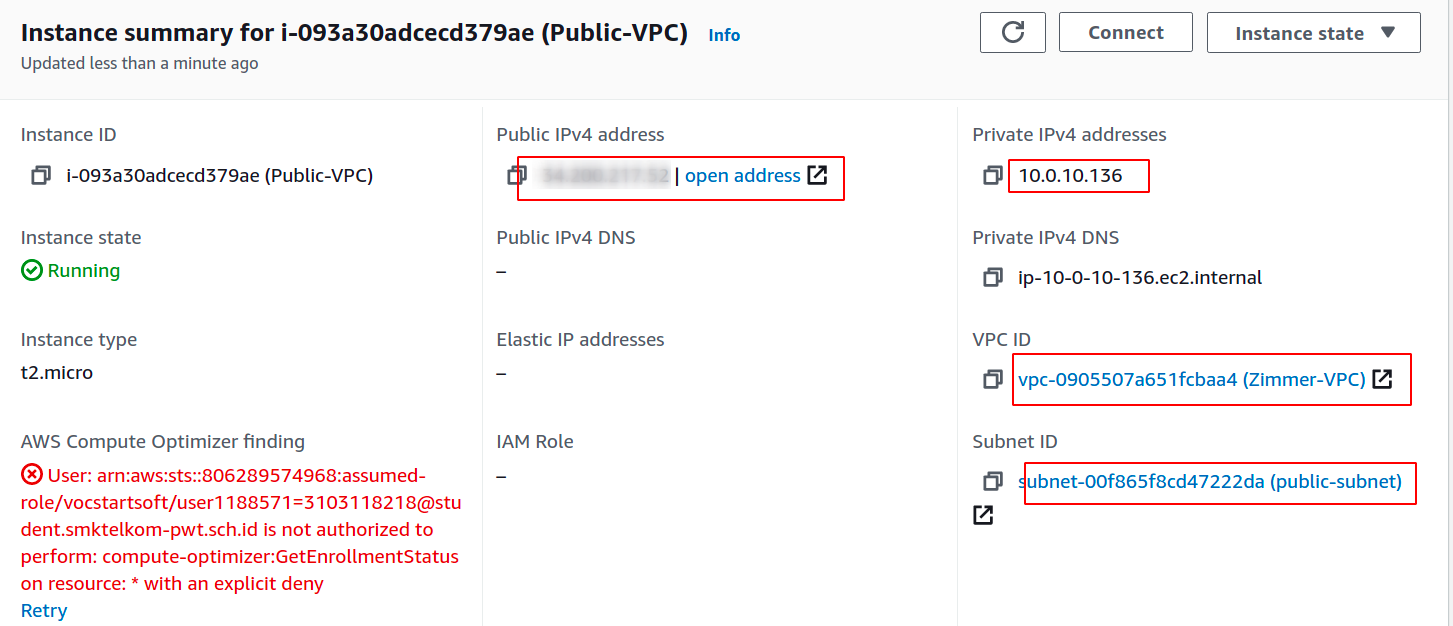 Instance summary for i-093a30adcecd379ae (Public-VPC) Info
Updated less than a minute ago
Connect
Instance state
Instance ID
i-093a30adcecd379ae (Public-VPC)
Public IPv4 address
| open address
Private IPv4 addresses
10.0.10.136
Instance state
Running
Public IPv4 DNS
–
Private IPv4 DNS
ip-10-0-10-136.ec2.internal
Instance type
t2.micro
Elastic IP addresses
–
VPC ID
vpc-0905507a651fcbaa4 (Zimmer-VPC)
AWS Compute Optimizer finding
User: arn:aws:sts::806289574968:assumed-
role/vocstartsoft/user1188571=3103118218@stu
dent.smktelkom-pwt.sch.id is not authorized to
perform: compute-optimizer:GetEnrollmentStatus
on resource: * with an explicit deny
Retry
IAM Role
–
Subnet ID
subnet-00f865f8cd47222da (public-subnet)